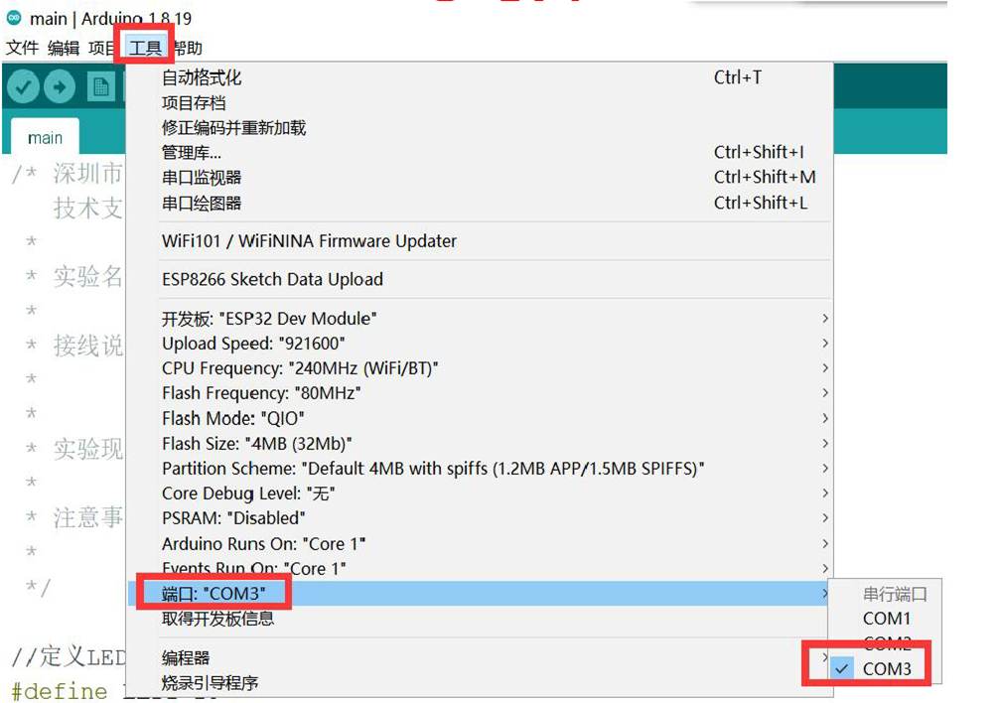 main | Arduino 1.8.19
文件 编辑 项目 工具 帮助
自动格式化 Ctrl+T
项目存档
修正编码并重新加载
管理库... Ctrl+Shift+I
串口监视器 Ctrl+Shift+M
串口绘图器 Ctrl+Shift+L
WiFi101 / WiFiNINA Firmware Updater
ESP8266 Sketch Data Upload
开发板: "ESP32 Dev Module"
Upload Speed: "921600"
CPU Frequency: "240MHz (WiFi/BT)"
Flash Frequency: "80MHz"
Flash Mode: "QIO"
Flash Size: "4MB (32Mb)"
Partition Scheme: "Default 4MB with spiffs (1.2MB APP/1.5MB SPIFFS)"
Core Debug Level: "无"
PSRAM: "Disabled"
Arduino Runs On: "Core 1"
Events Run On: "Core 1"
端口: "COM3"
取得开发板信息
编程器
烧录引导程序
串行端口
COM1
COM2
COM3
main
/* 深圳市
技术支
*
* 实验名
*
* 接线说
*
*
* 实验现
*
* 注意事
*
*/
//定义LED
#define